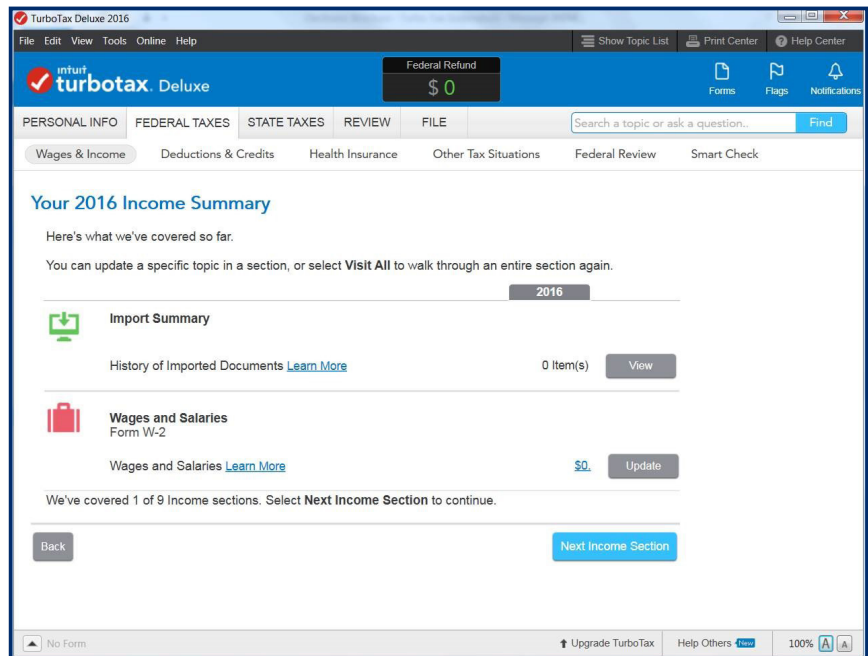 TurboTax Deluxe 2016
File Edit View Tools Online Help
Show Topic List Print Center Help Center
intuit
turbotax. Deluxe
Federal Refund
$ 0
Forms Flags Notifications
PERSONAL INFO FEDERAL TAXES STATE TAXES REVIEW FILE
Search a topic or ask a question.. Find
Wages & Income Deductions & Credits Health Insurance Other Tax Situations Federal Review Smart Check
Your 2016 Income Summary
Here's what we've covered so far.
You can update a specific topic in a section, or select Visit All to walk through an entire section again.
2016
Import Summary
History of Imported Documents Learn More 0 Item(s) View
Wages and Salaries
Form W-2
Wages and Salaries Learn More $0. Update
We've covered 1 of 9 Income sections. Select Next Income Section to continue.
Back Next Income Section
No Form Upgrade TurboTax Help Others New 100% A A